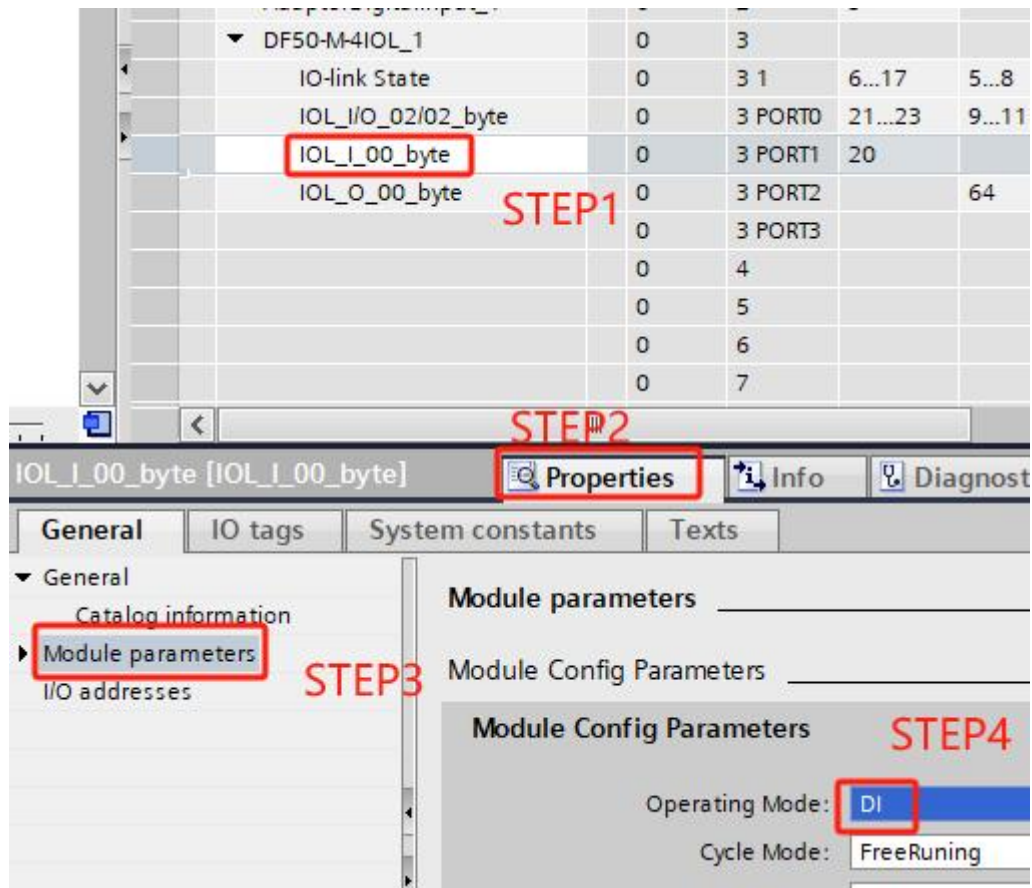 DF50-M-4IOL_1 0 3
IO-link State 0 3 1 6...17 5...8
IOL_I/O_02/02_byte 0 3 PORT0 21...23 9...11
IOL_I_00_byte 0 3 PORT1 20
IOL_O_00_byte 0 3 PORT2 64
STEP1
0 3 PORT3
0 4
0 5
0 6
0 7
STEP2
IOL_I_00_byte [IOL_I_00_byte] Properties Info Diagnost
General IO tags System constants Texts
General
Catalog information
Module parameters
I/O addresses
STEP3
Module parameters
Module Config Parameters
Module Config Parameters
STEP4
Operating Mode: DI
Cycle Mode: FreeRuning